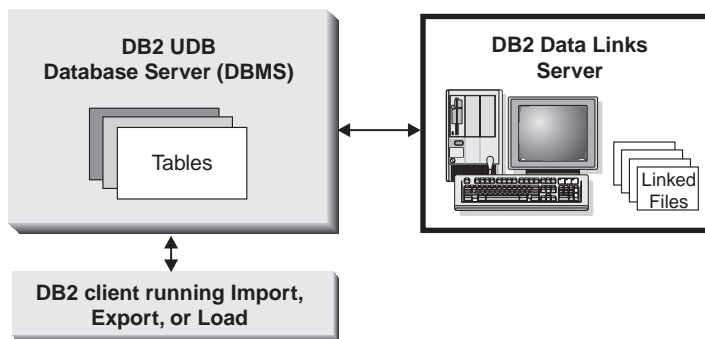 DB2 UDB
Database Server (DBMS)
Tables
DB2 Data Links
Server
Linked
Files
DB2 client running Import,
Export, or Load